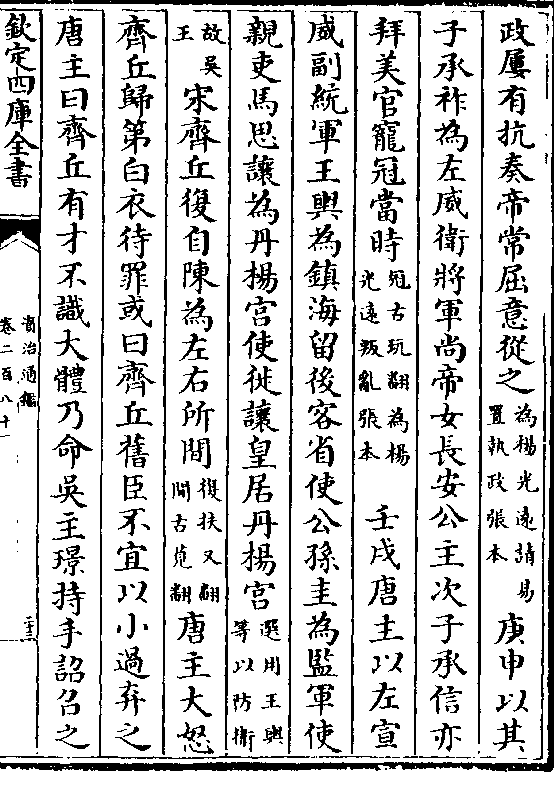 政屢有抗奏帝常屈意從之為楊光遠請易置執政張本庚申以其
子承祚為左威衛將軍尚帝女長安公主次子承信亦
拜美官寵冠當時冠古玩翻為楊光遠叛亂張本壬戌唐主以左宣
威副統軍王輿為鎮海留後客省使公孫圭為監軍使
親吏馬思讓為丹楊宮使徙讓皇居丹楊宮選用王輿等以防衛
故吳王宋齊丘復自陳為左右所間復扶又翻間古莧翻唐主大怒
齊丘歸第白衣待罪或曰齊丘舊臣不宜以小過弃之
唐主曰齊丘有才不識大體乃命吳王璟持手詔召之
欽定四庫全書
資治通鑑
卷二百八十一
二十三